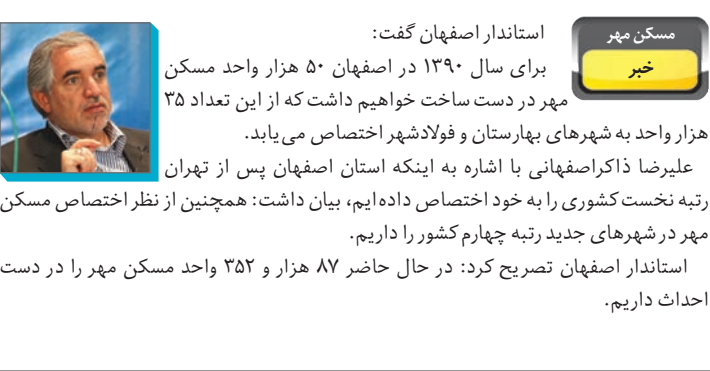 مسکن مهر
خبر
استاندار اصفهان گفت:
برای سال ۱۳۹۰ در اصفهان ۵۰ هزار واحد مسکن
مهر در دست ساخت خواهیم داشت که از این تعداد ۳۵
هزار واحد به شهرهای بهارستان و فولادشهر اختصاص می‌یابد.
علیرضا ذاکراصفهانی با اشاره به اینکه استان اصفهان پس از تهران
رتبه نخست کشوری را به خود اختصاص داده‌ایم، بیان داشت: همچنین از نظر اختصاص مسکن
مهر در شهرهای جدید رتبه چهارم کشور را داریم.
استاندار اصفهان تصریح کرد: در حال حاضر ۸۷ هزار و ۳۵۲ واحد مسکن مهر را در دست
احداث داریم.